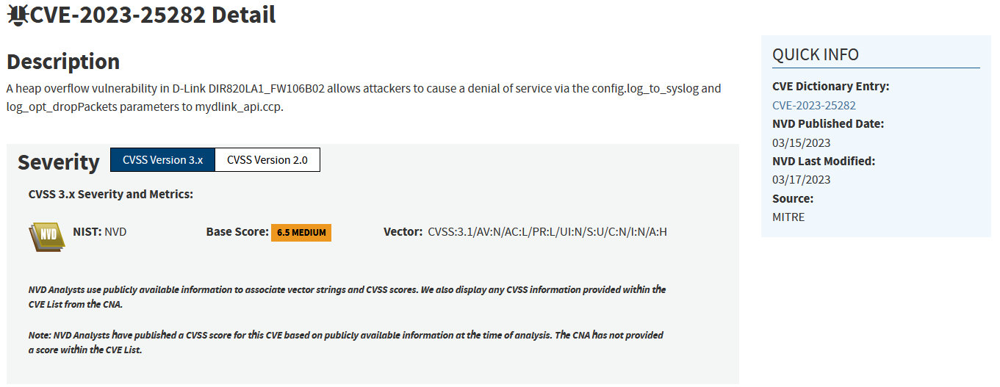 CVE-2023-25282 Detail
Description
A heap overflow vulnerability in D-Link DIR820LA1_FW106B02 allows attackers to cause a denial of service via the config.log_to_syslog and
log_opt_dropPackets parameters to mydlink_api.ccp.
Severity
CVSS Version 3.x
CVSS Version 2.0
CVSS 3.x Severity and Metrics:
NVD
NIST: NVD
Base Score: 6.5 MEDIUM
Vector: CVSS:3.1/AV:N/AC:L/PR:L/UI:N/S:U/C:N/I:N/A:H
NVD Analysts use publicly available information to associate vector strings and CVSS scores. We also display any CVSS information provided within the
CVE List from the CNA.
Note: NVD Analysts have published a CVSS score for this CVE based on publicly available information at the time of analysis. The CNA has not provided
a score within the CVE List.
QUICK INFO
CVE Dictionary Entry:
CVE-2023-25282
NVD Published Date:
03/15/2023
NVD Last Modified:
03/17/2023
Source:
MITRE